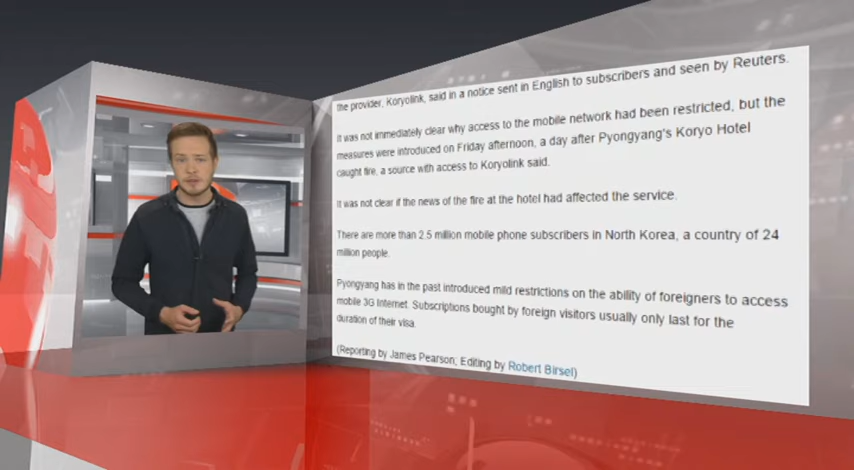 the provider, Koryolink, said in a notice sent in English to subscribers and seen by Reuters.
It was not immediately clear why access to the mobile network had been restricted, but the
measures were introduced on Friday afternoon, a day after Pyongyang's Koryo Hotel
caught fire, a source with access to Koryolink said.
It was not clear if the news of the fire at the hotel had affected the service.
There are more than 2.5 million mobile phone subscribers in North Korea, a country of 24
million people.
Pyongyang has in the past introduced mild restrictions on the ability of foreigners to access
mobile 3G Internet. Subscriptions bought by foreign visitors usually only last for the
duration of their visa.
(Reporting by James Pearson; Editing by Robert Birsel)